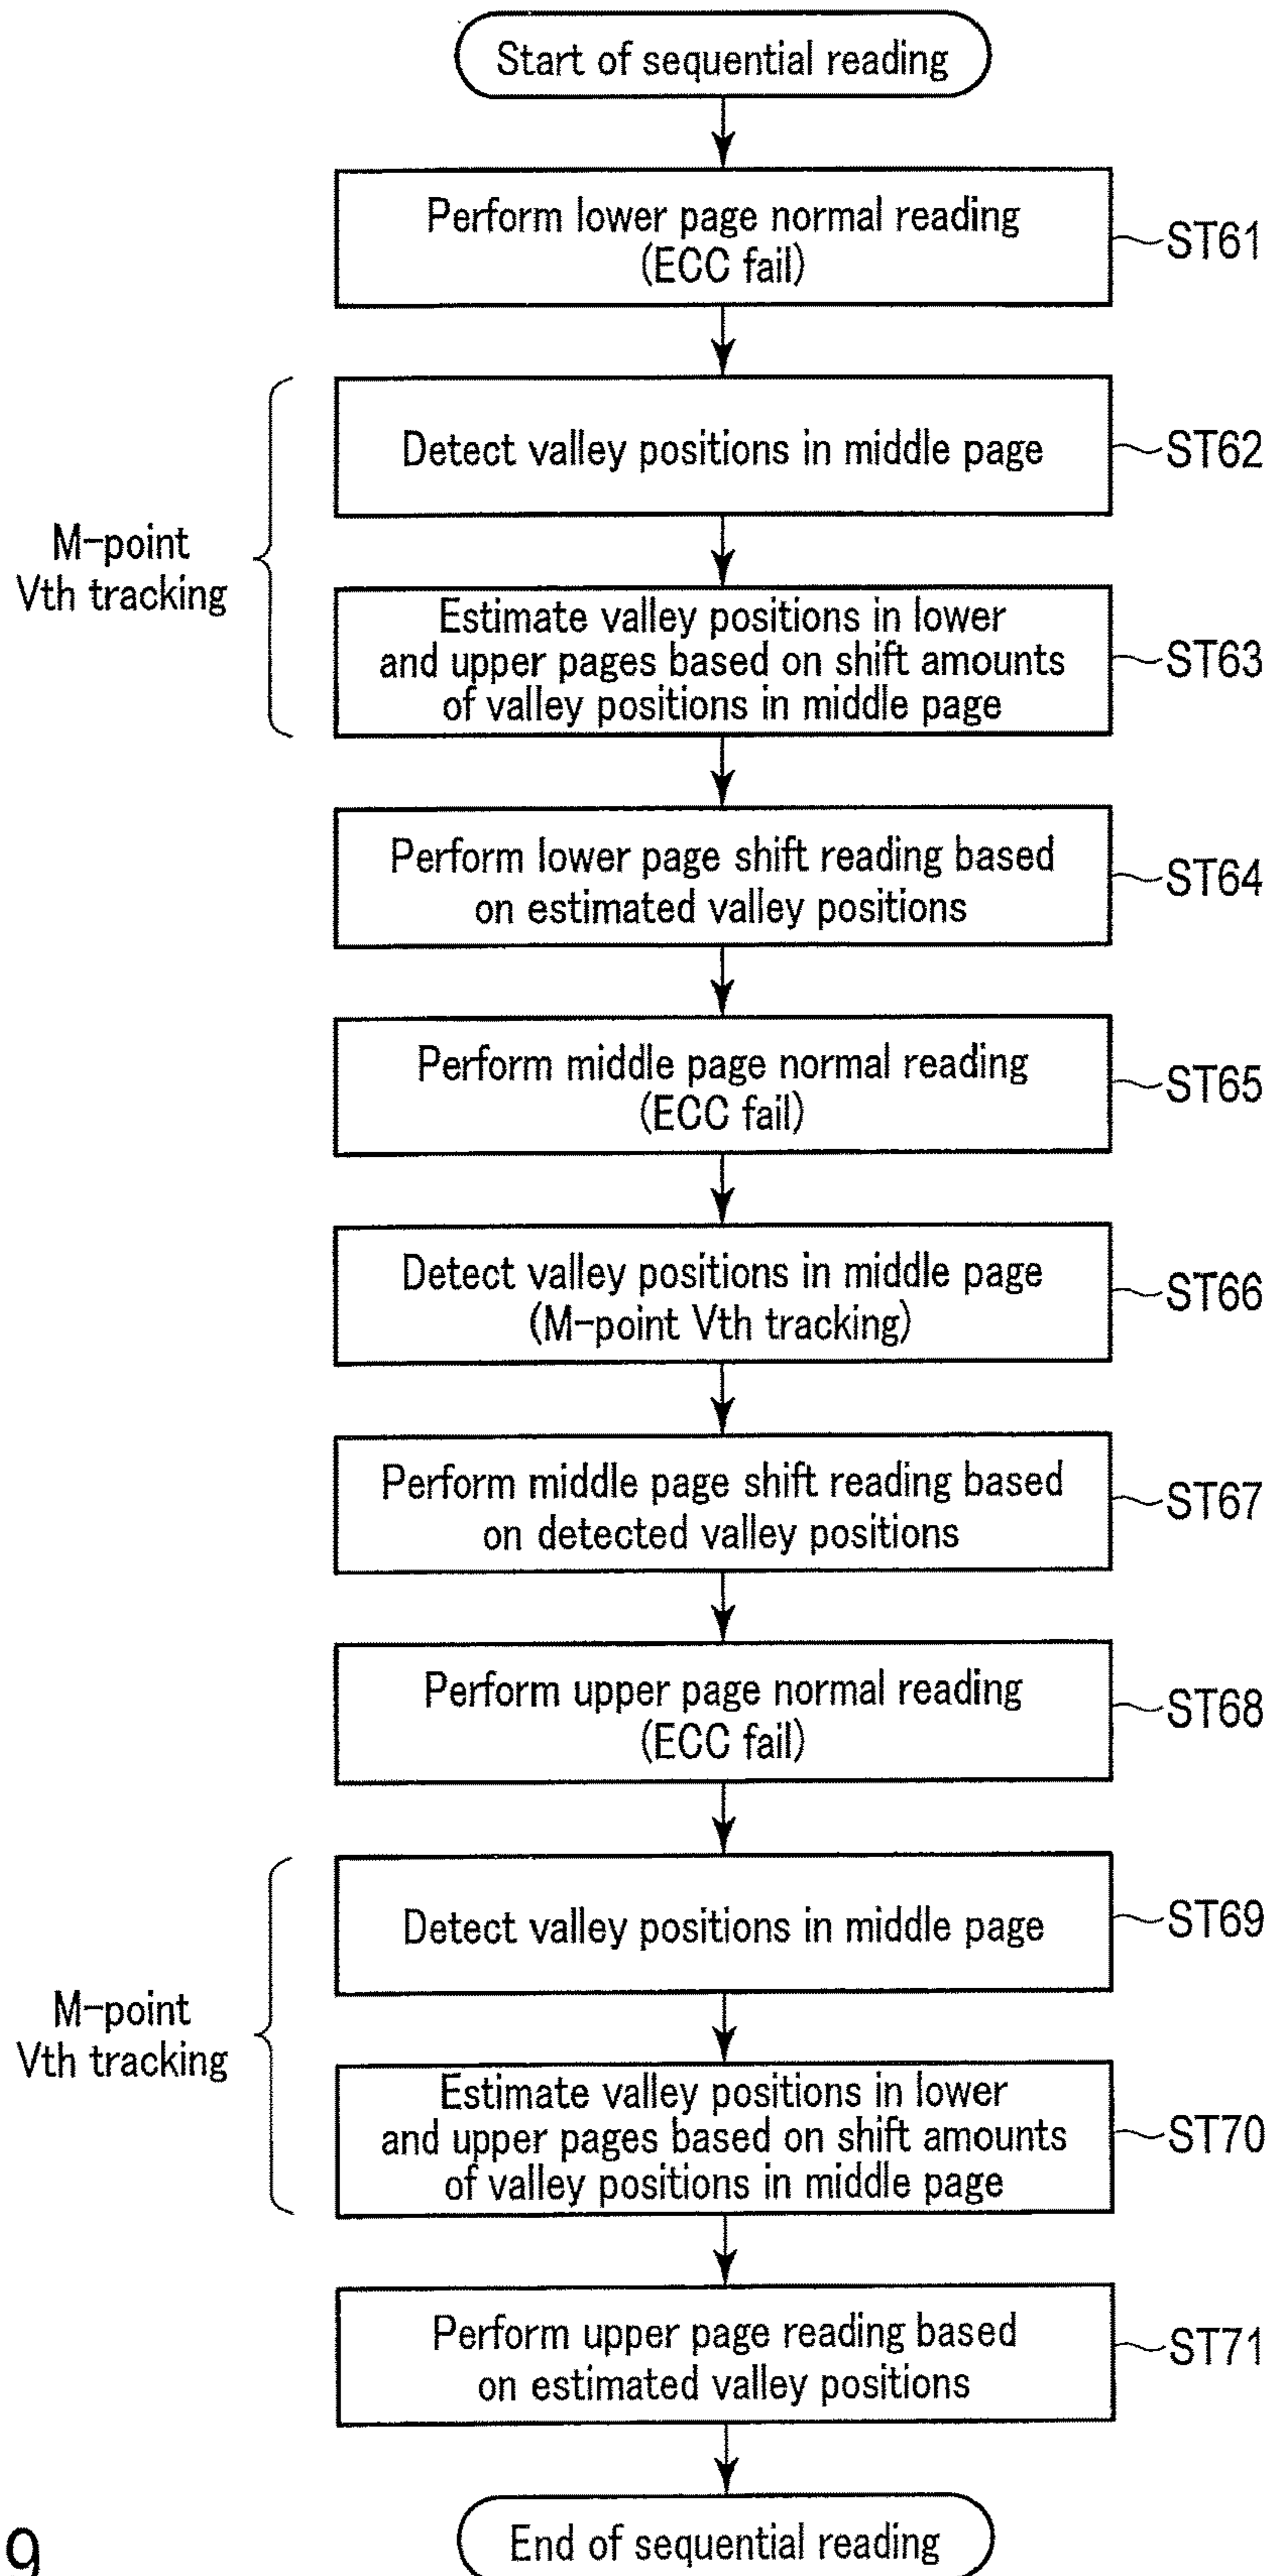 Start of sequential reading
Perform lower page normal reading
(ECC fail)
ST61
Detect valley positions in middle page
ST62
M-point
Vth tracking
Estimate valley positions in lower
and upper pages based on shift amounts
of valley positions in middle page
ST63
Perform lower page shift reading based
on estimated valley positions
ST64
Perform middle page normal reading
(ECC fail)
ST65
Detect valley positions in middle page
(M-point Vth tracking)
ST66
Perform middle page shift reading based
on detected valley positions
ST67
Perform upper page normal reading
(ECC fail)
ST68
Detect valley positions in middle page
ST69
M-point
Vth tracking
Estimate valley positions in lower
and upper pages based on shift amounts
of valley positions in middle page
ST70
Perform upper page reading based
on estimated valley positions
ST71
End of sequential reading
9